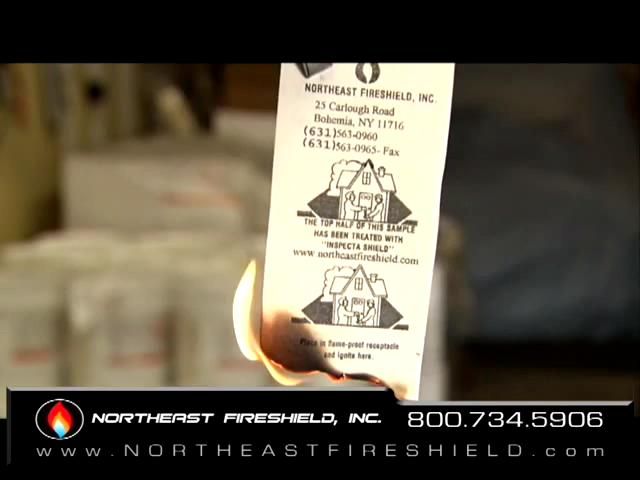 NORTHEAST FIRESHIELD, INC.
25 Carlough Road
Bohemia, NY 11716
(631)563-0960
(631)563-0965- Fax
THE TOP HALF OF THIS SAMPLE
HAS BEEN TREATED WITH
"INSPECTA SHIELD"
www.northeastfireshield.com
Place in flame-proof receptacle
and ignite here.
NORTHEAST FIRESHIELD, INC. 800.734.5906
www.NORTHEASTFIRESHIELD.com